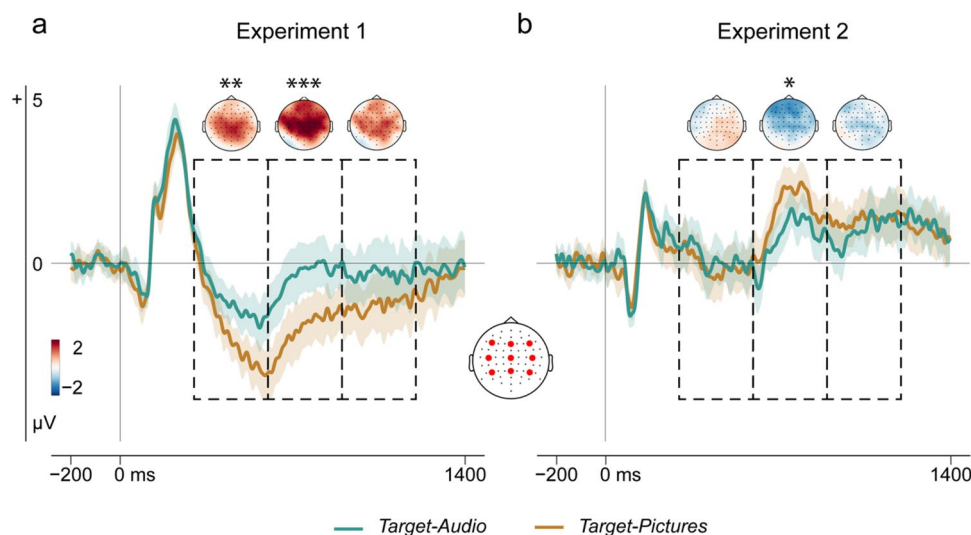 a
Experiment 1
b
Experiment 2
+ 5
** ***
*
0
2
−2
μV
−200 0 ms 1400
−200 0 ms 1400
Target-Audio Target-Pictures